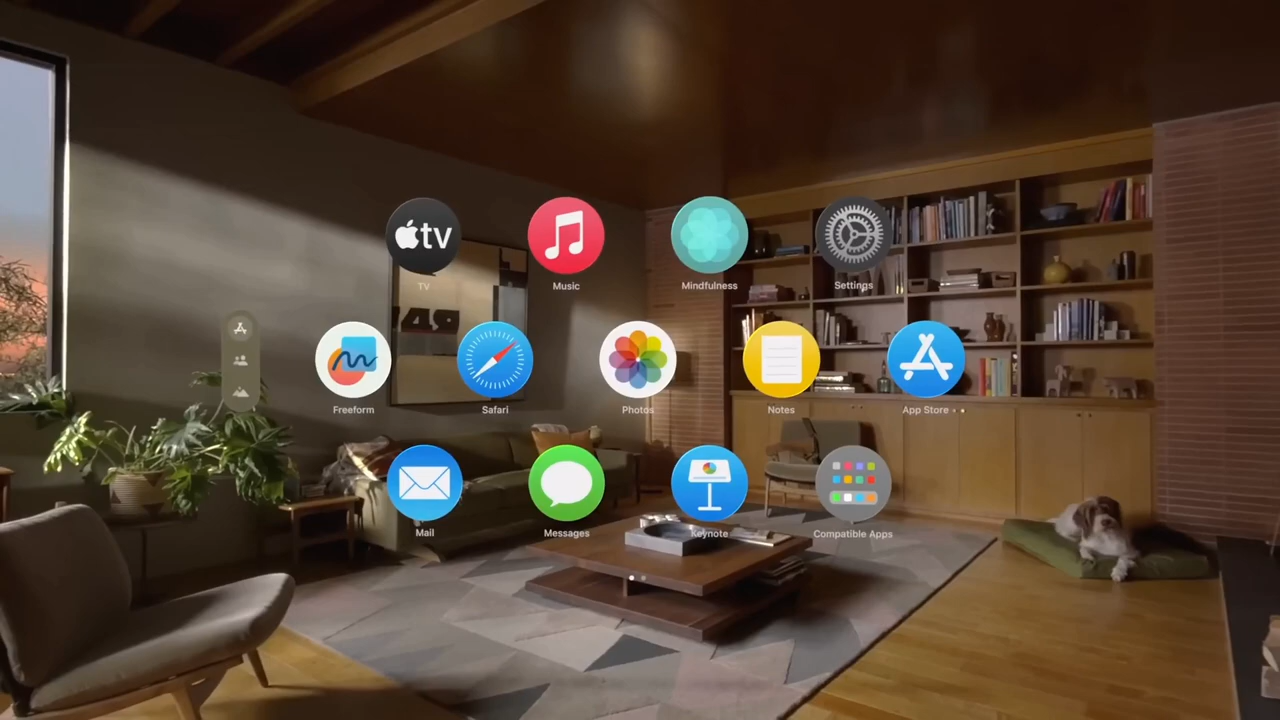 tv
TV
Music
Mindfulness
Settings
Freeform
Safari
Photos
Notes
App Store
Mail
Messages
Keynote
Compatible Apps